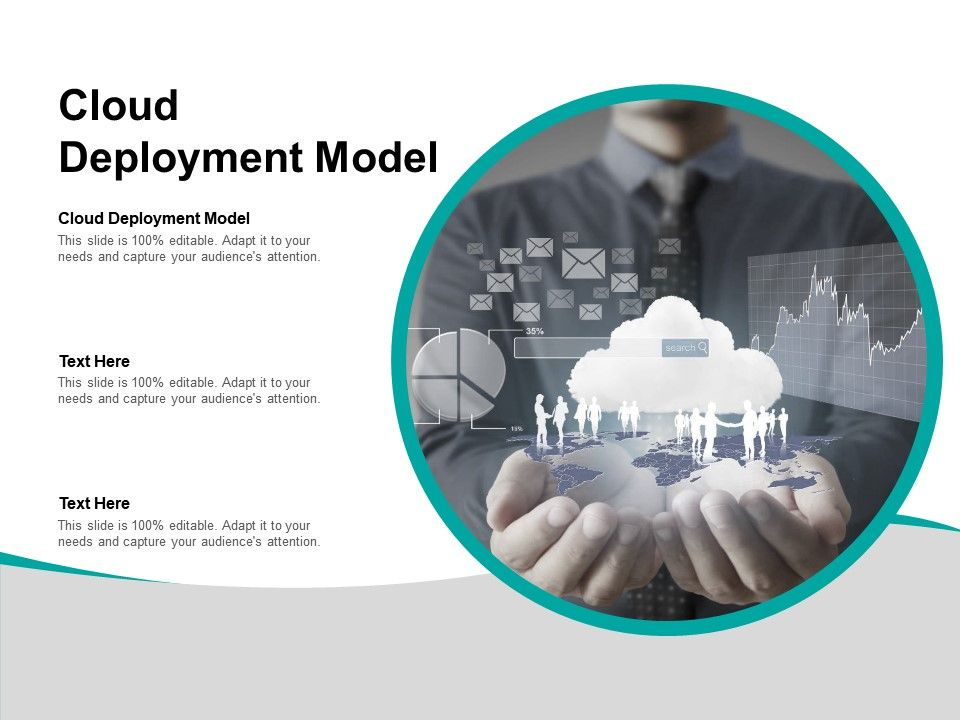 Cloud
Deployment Model
Cloud Deployment Model
This slide is 100% editable. Adapt it to your
needs and capture your audience's attention.
Text Here
This slide is 100% editable. Adapt it to your
needs and capture your audience's attention.
Text Here
This slide is 100% editable. Adapt it to your
needs and capture your audience's attention.
35%
search
15%